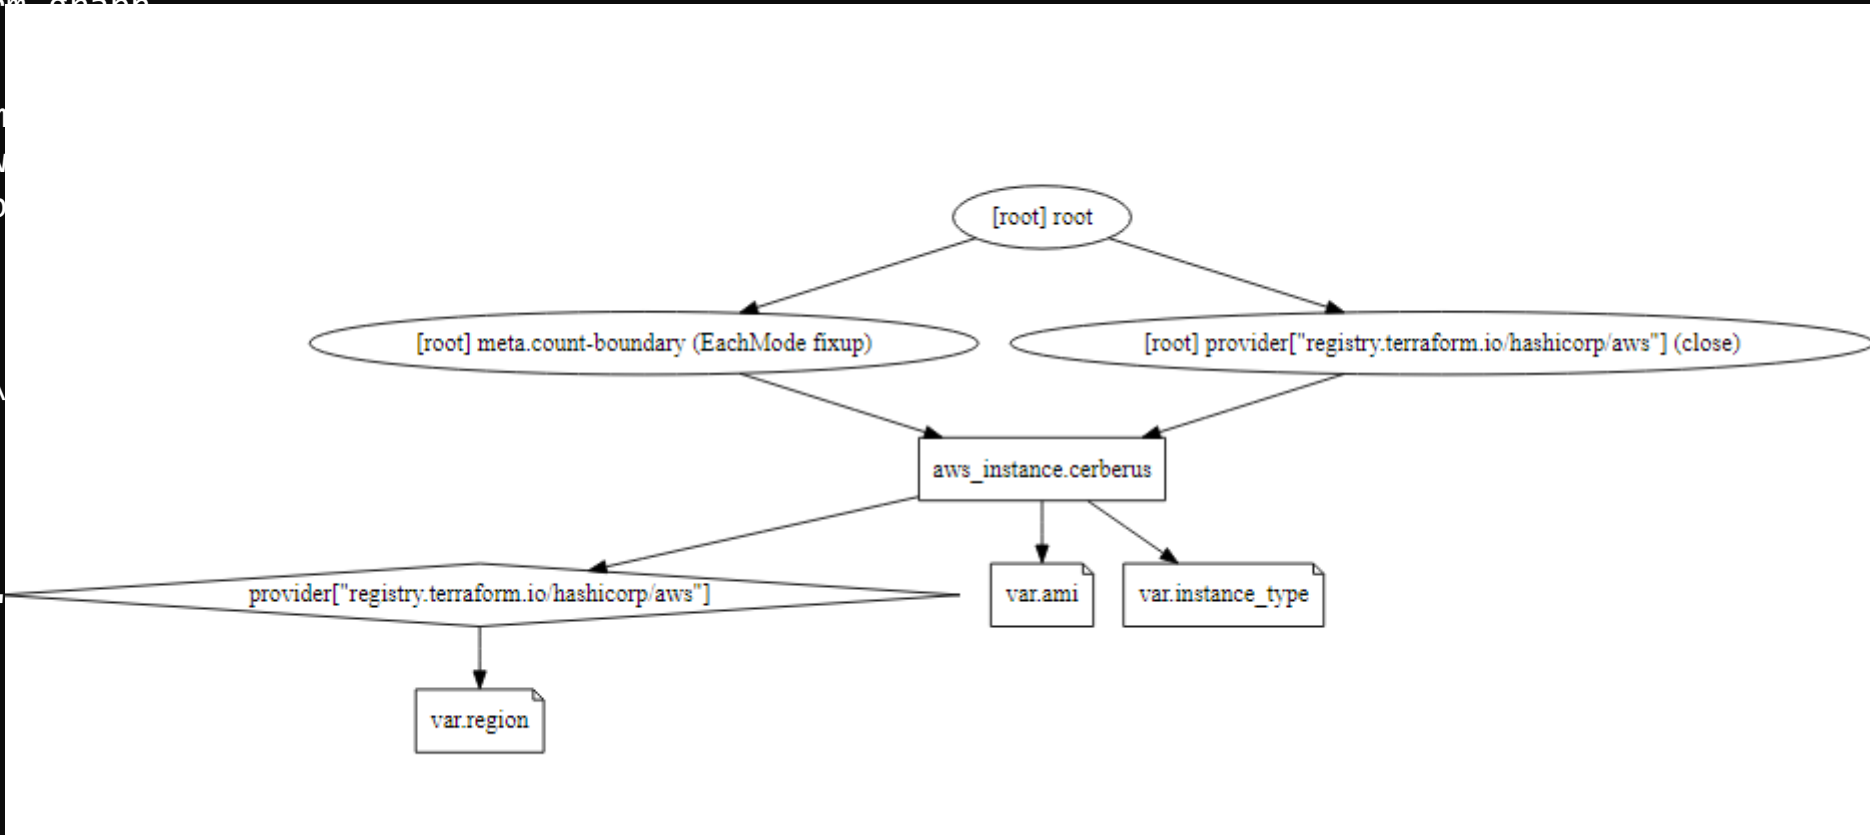 [root] root
[root] meta.count-boundary (EachMode fixup)
[root] provider["registry.terraform.io/hashicorp/aws"] (close)
aws_instance.cerberus
provider["registry.terraform.io/hashicorp/aws"]
var.ami
var.instance_type
var.region